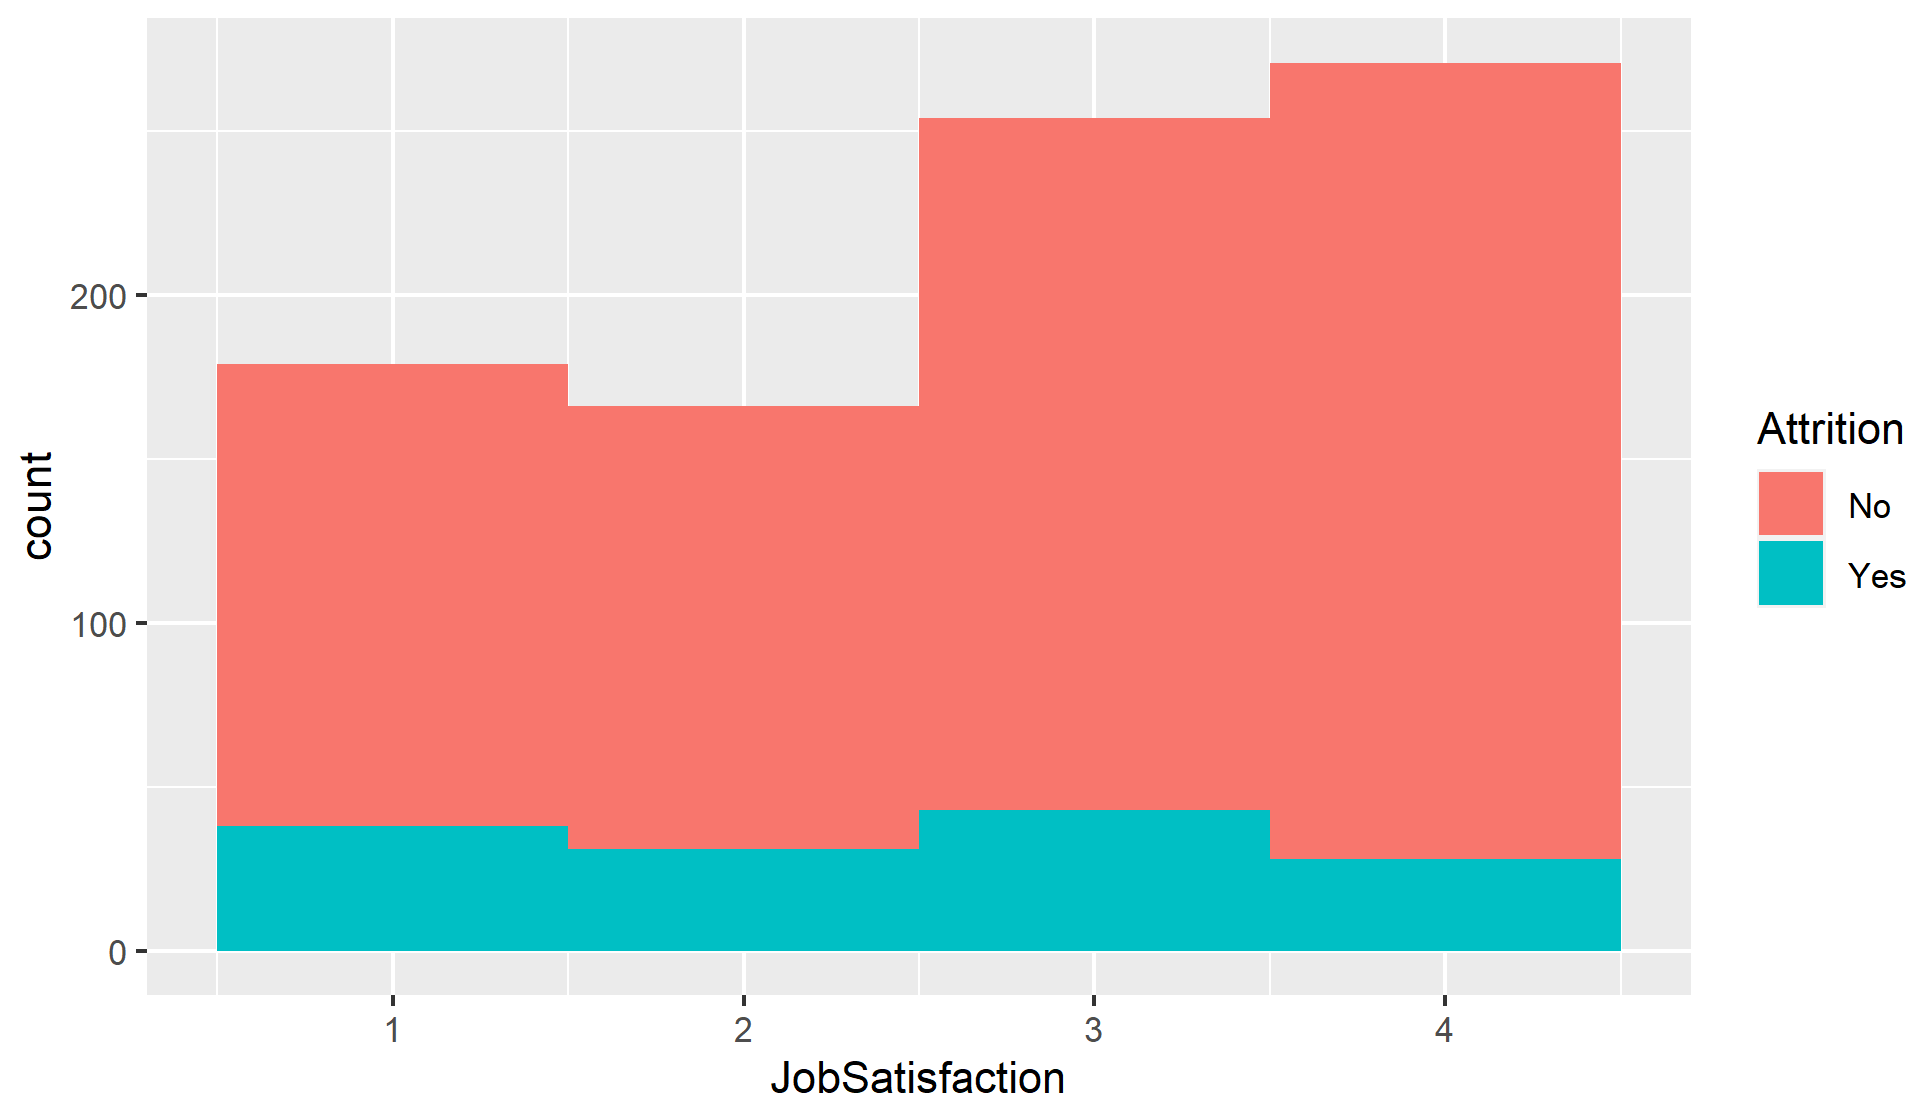 count
200
100
0
1 2 3 4
JobSatisfaction
Attrition
No
Yes